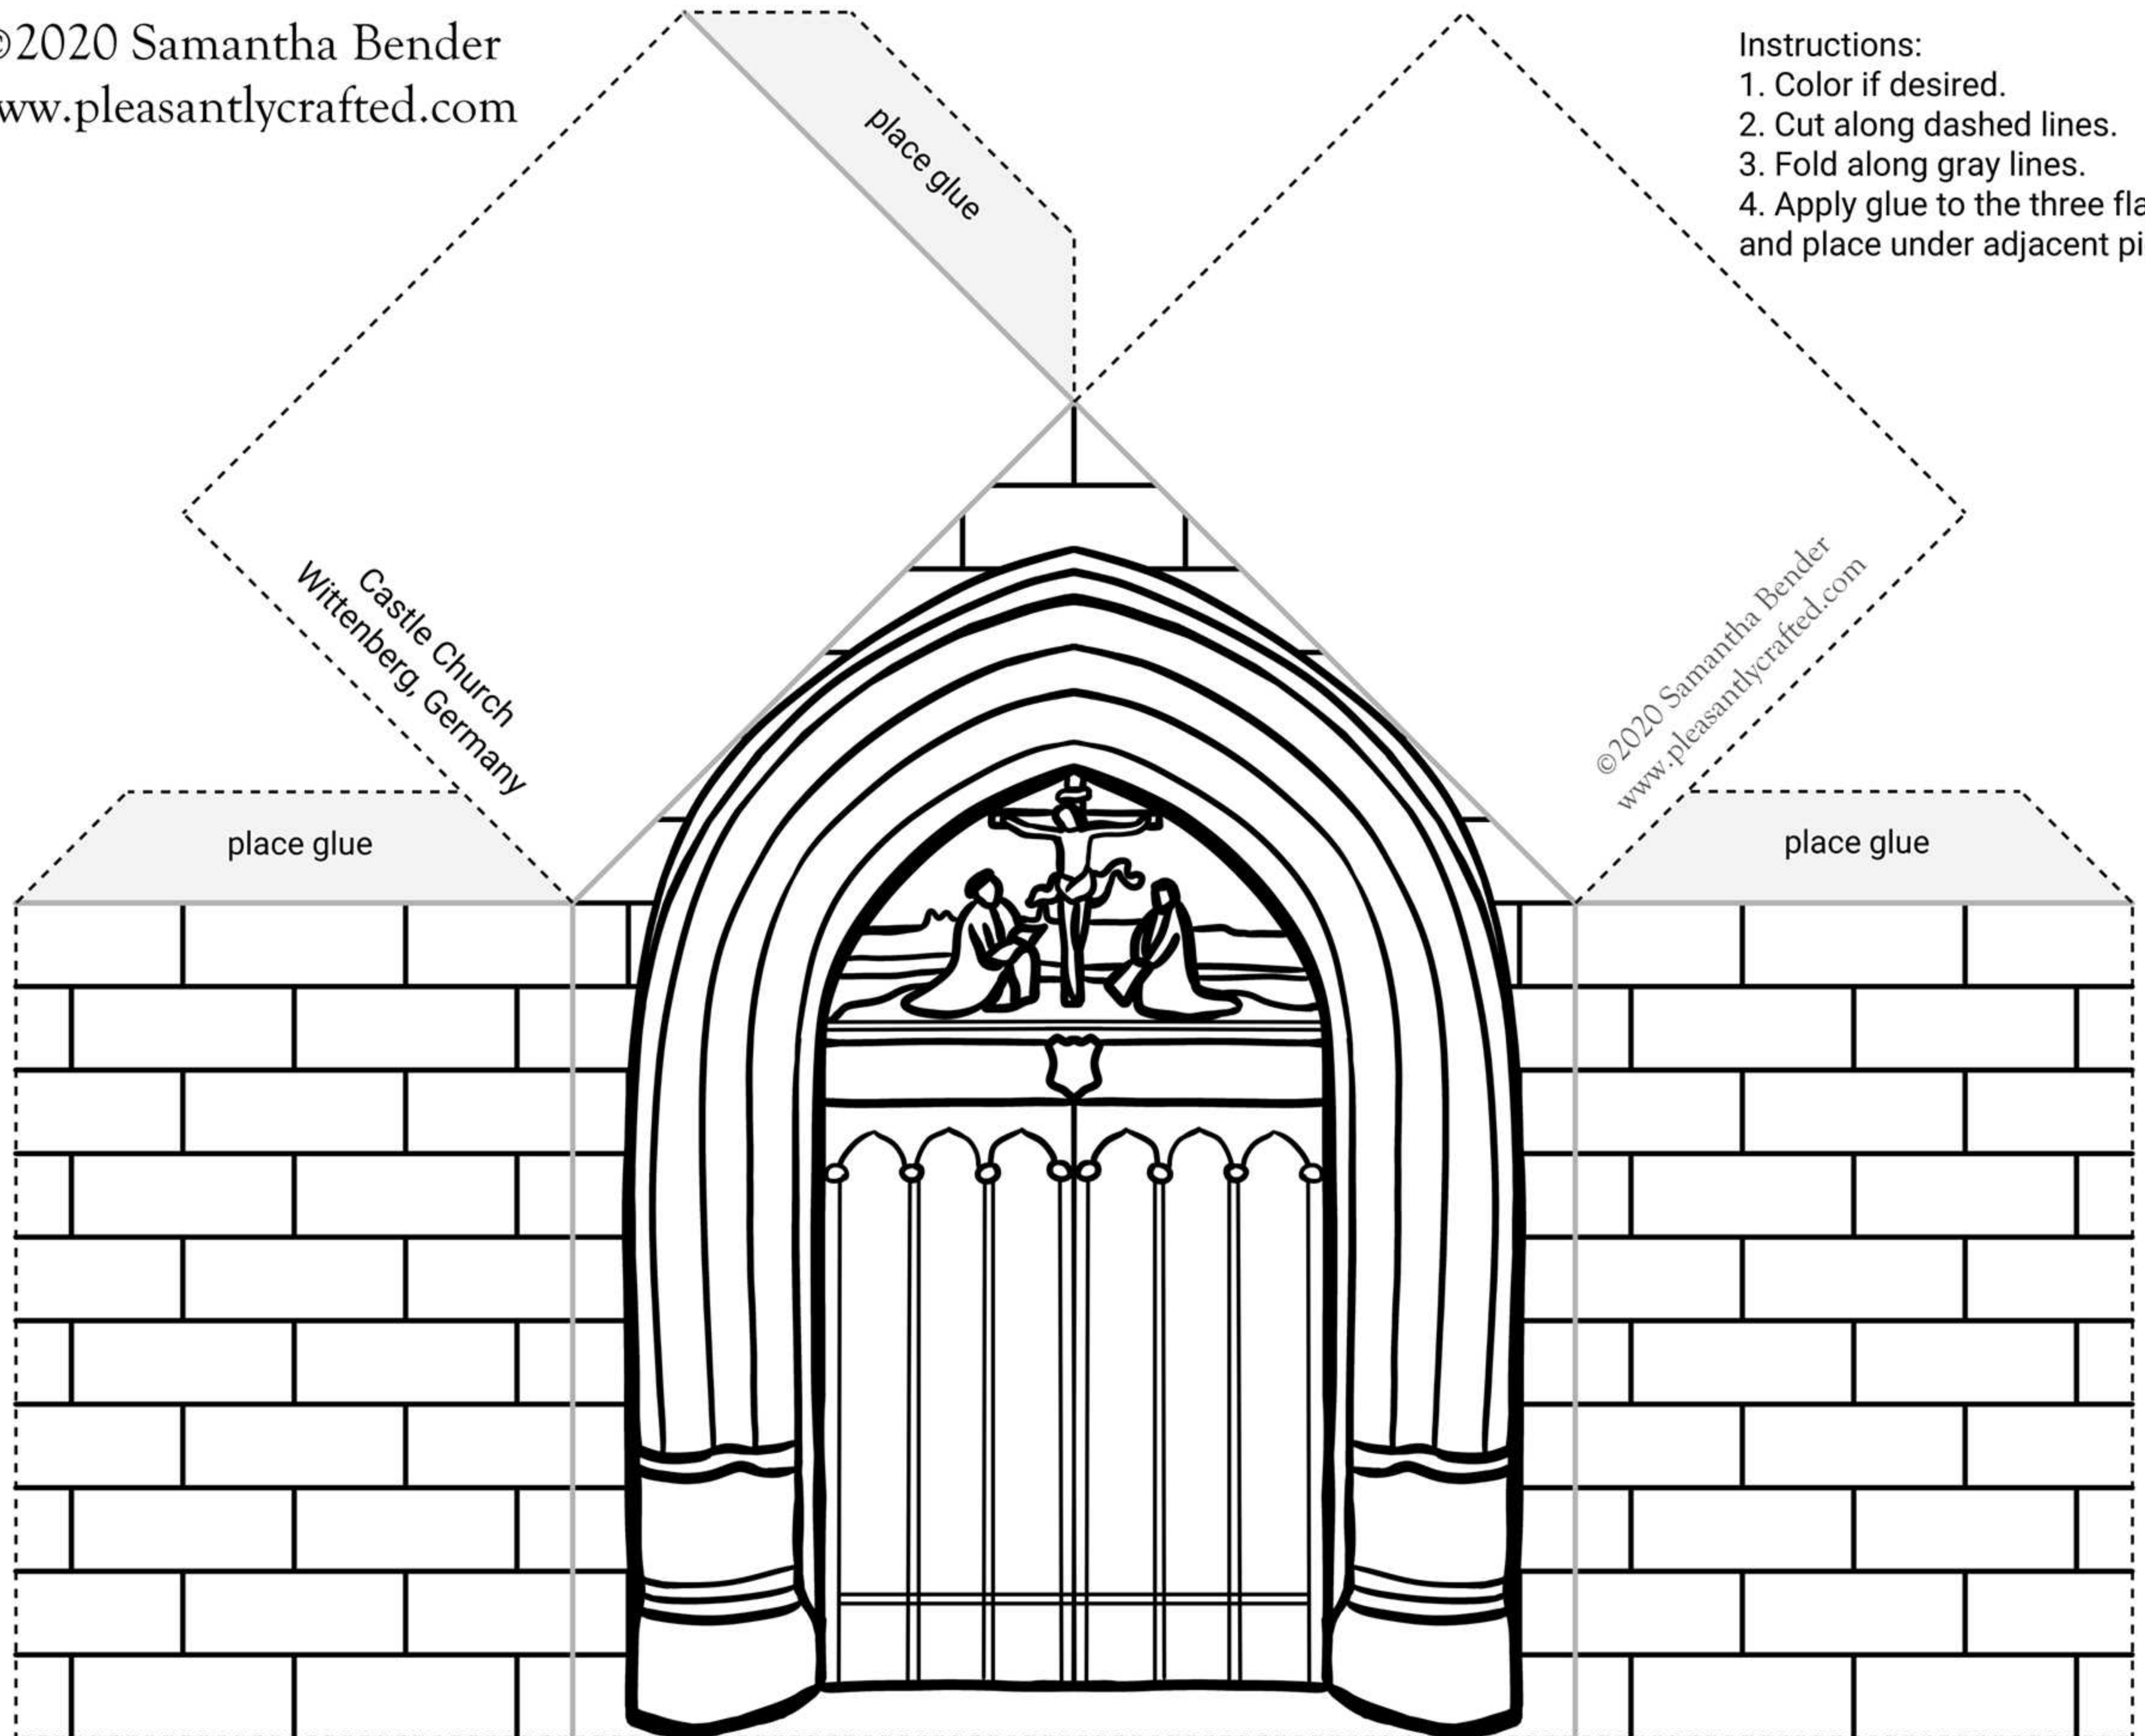 ©2020 Samantha Bender
ww.pleasantlycrafted.com
Instructions:
1. Color if desired.
2. Cut along dashed lines.
3. Fold along gray lines.
4. Apply glue to the three
and place under adjacent
place glue
Castle Church
Wittenberg, Germany
©2020 Samantha Bender
www.pleasantlycrafted.com
place glue
place glue